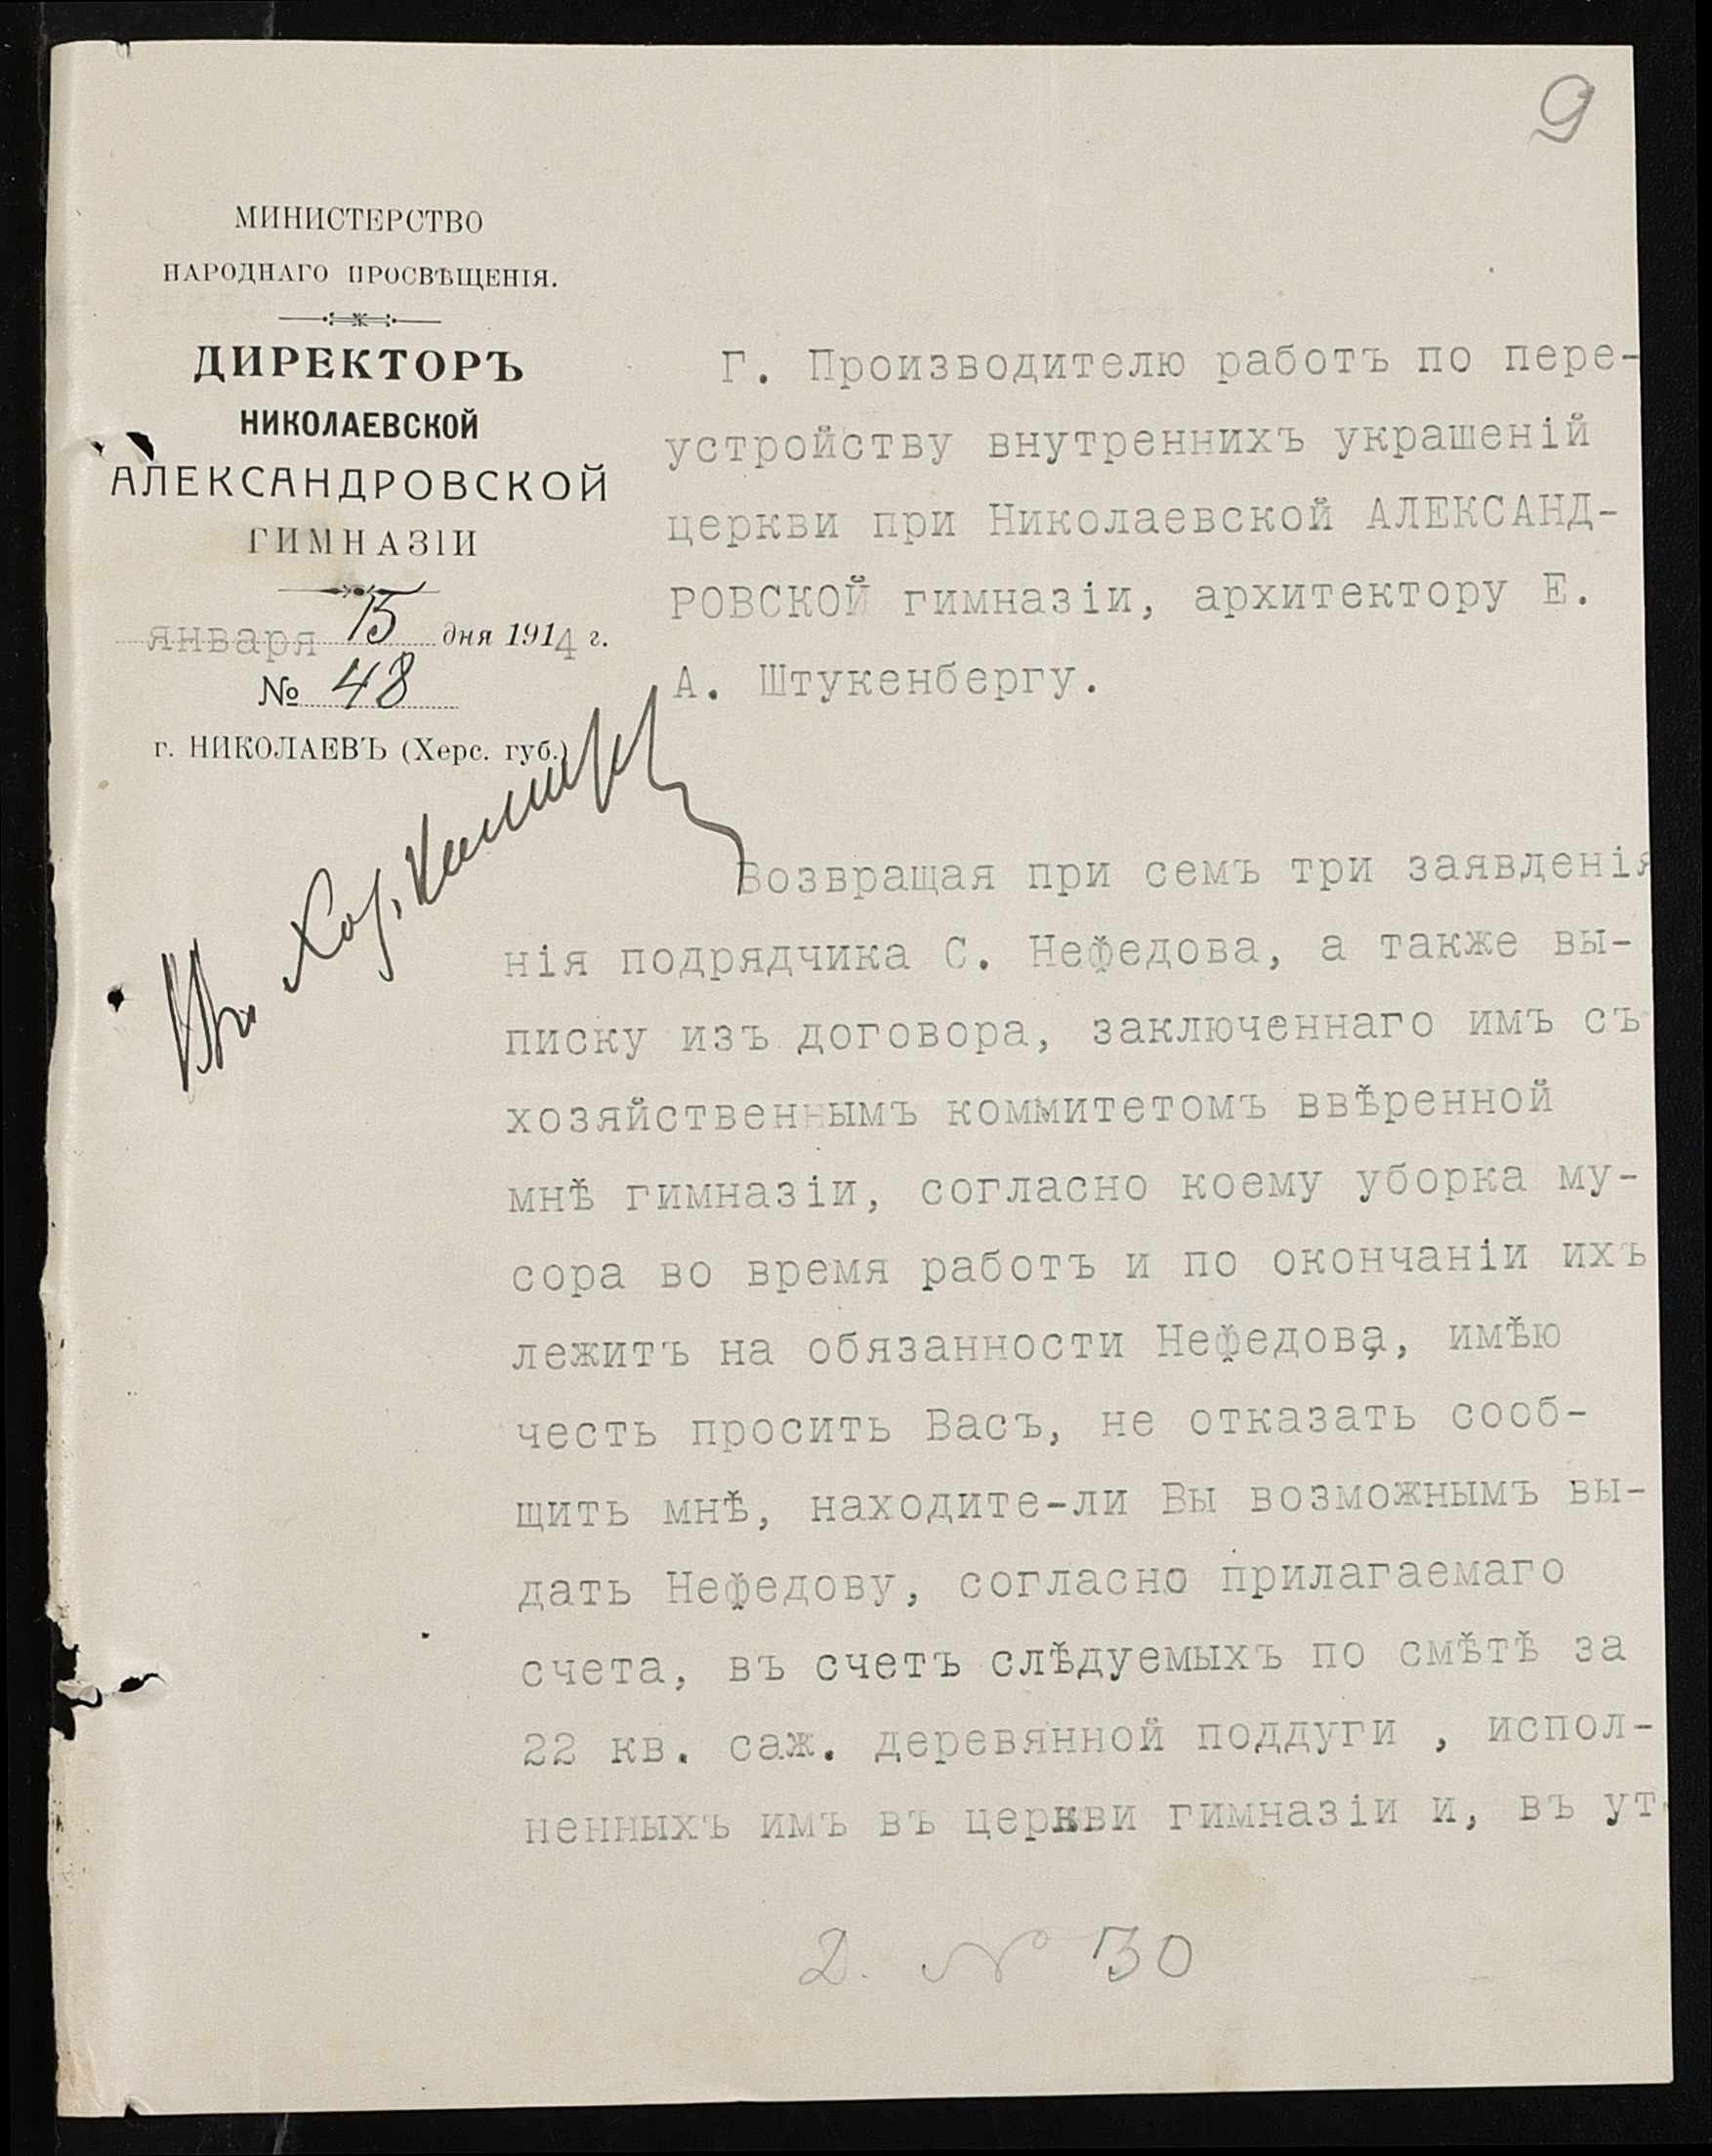 9
МИНИСТЕРСТВО
НАРОДНАГО ПРОСВѢЩЕНІЯ.
ДИРЕКТОРЪ
НИКОЛАЕВСКОЙ
АЛЕКСАНДРОВСКОЙ
ГИМНАЗІИ
января 15 дня 1914 г.
№ 48
г. НИКОЛАЕВЪ (Херс. губ.)
Г. Производителю работъ по пере-
устройству внутреннихъ украшеній
церкви при Николаевской АЛЕКСАНД-
РОВСКОЙ гимназіи, архитектору Е.
А. Штукенбергу.
Возвращая при семъ три заявленія
нія подрядчика С. Нефедова, а также вы-
писку изъ договора, заключеннаго имъ съ
хозяйственнымъ коммитетомъ ввѣренной
мнѣ гимназіи, согласно коему уборка му-
сора во время работъ и по окончаніи ихъ
лежитъ на обязанности Нефедова, имѣю
честь просить Васъ, не отказать сооб-
щить мнѣ, находите-ли Вы возможнымъ вы-
дать Нефедову, согласно прилагаемаго
счета, въ счетъ слѣдуемыхъ по смѣтѣ за
22 кв. саж. деревянной поддуги , испол-
ненныхъ имъ въ церкви гимназіи и, въ ут-
Д. № 30